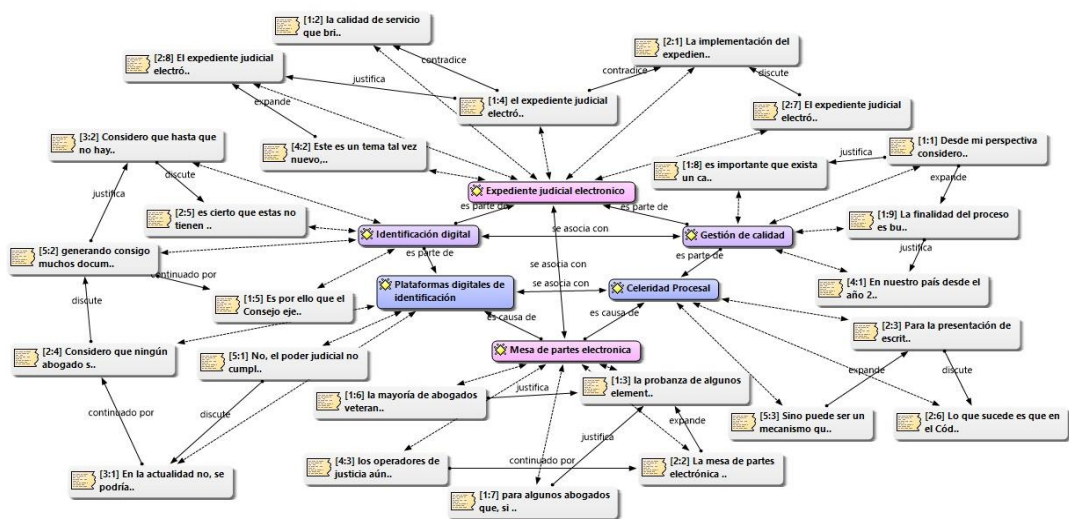 [1:2] la calidad de servicio
que bri..
[2:8] El expediente judicial
electró..
contradice
[2:1] La implementación del
expedien..
justifica
contradice
discute
[1:4] el expediente judicial
electró..
[2:7] El expediente judicial
electró..
expande
[3:2] Considero que hasta que
no hay..
[4:2] Este es un tema tal vez
nuevo,..
[1:1] Desde mi perspectiva
considero..
justifica
[1:8] es importante que exista
un ca..
discute
justifica
expande
Expediente judicial electronico
es parte de
es parte de
[2:5] es cierto que estas no
tienen ..
[1:9] La finalidad del proceso
es bu..
Identificación digital
se asocia con
Gestión de calidad
justifica
[5:2] generando consigo
muchos docum..
es parte de
es parte de
continuado por
se asocia con
[4:1] En nuestro país desde el
año 2..
Plataformas digitales de
identificación
se asocia con
Celeridad Procesal
[1:5] Es por ello que el
Consejo eje..
discute
es causa de
es causa de
[2:3] Para la presentación de
escrit..
[2:4] Considero que ningún
abogado s..
[5:1] No, el poder judicial no
cumpl..
Mesa de partes electronica
expande
discute
[1:6] la mayoría de abogados
veteran..
justifica
[1:3] la probanza de algunos
element..
continuado por
discute
[5:3] Sino puede ser un
mecanismo qu..
[2:6] Lo que sucede es que en
el Cód..
expande
justifica
[3:1] En la actualidad no, se
podría..
[4:3] los operadores de
justicia aún..
continuado por
[2:2] La mesa de partes
electrónica ..
[1:7] para algunos abogados
que, si ..